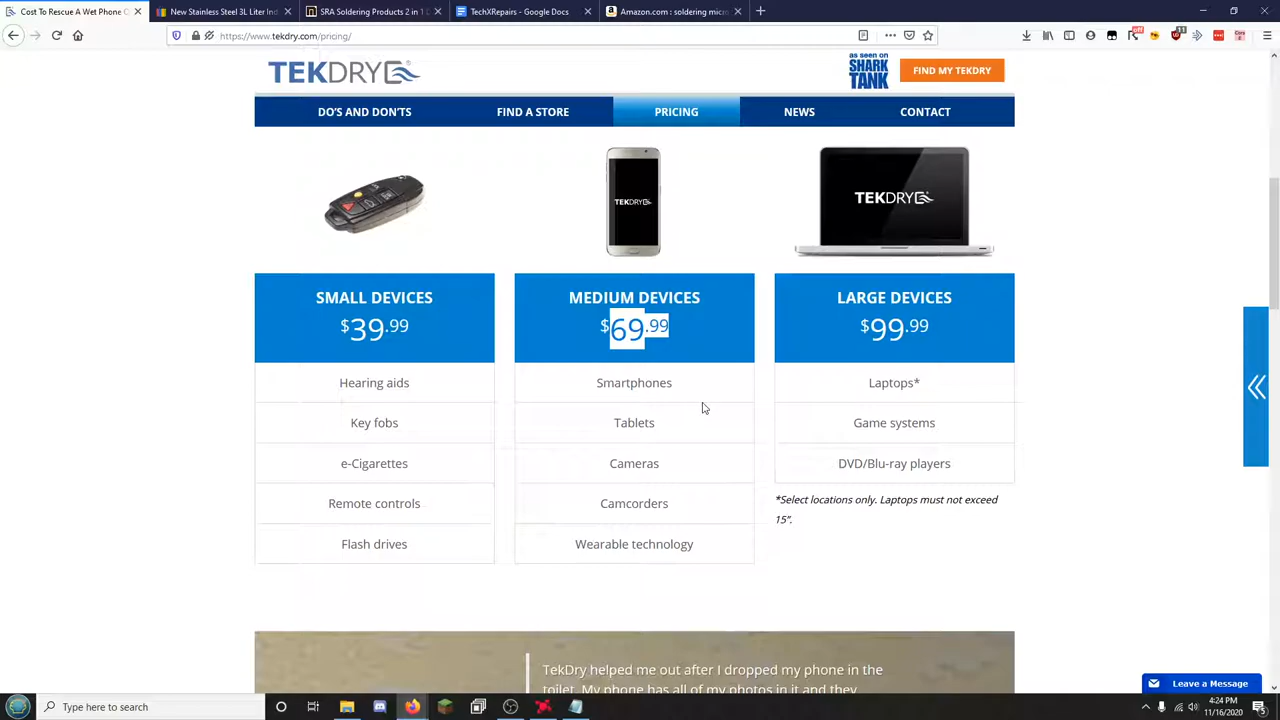 Cost To Rescue A Wet Phone
New Stainless Steel 3L Liter Ind
SRA Soldering Products 2 in 1
TechXRepairs - Google Docs
Amazon.com : soldering micro
https://www.tekdry.com/pricing/
off
11
TEKDRY
as seen on
SHARK
TANK
FIND MY TEKDRY
DO'S AND DON'TS
FIND A STORE
PRICING
NEWS
CONTACT
TEKDRY
TEKDRY
SMALL DEVICES
$39.99
Hearing aids
Key fobs
e-Cigarettes
Remote controls
Flash drives
MEDIUM DEVICES
$69.99
Smartphones
Tablets
Cameras
Camcorders
Wearable technology
LARGE DEVICES
$99.99
Laptops*
Game systems
DVD/Blu-ray players
*Select locations only. Laptops must not exceed
15".
TekDry helped me out after I dropped my phone in the
toilet. My phone has all of my photos in it and they
Leave a Message
Type here to search
4:24 PM
11/16/2020
5